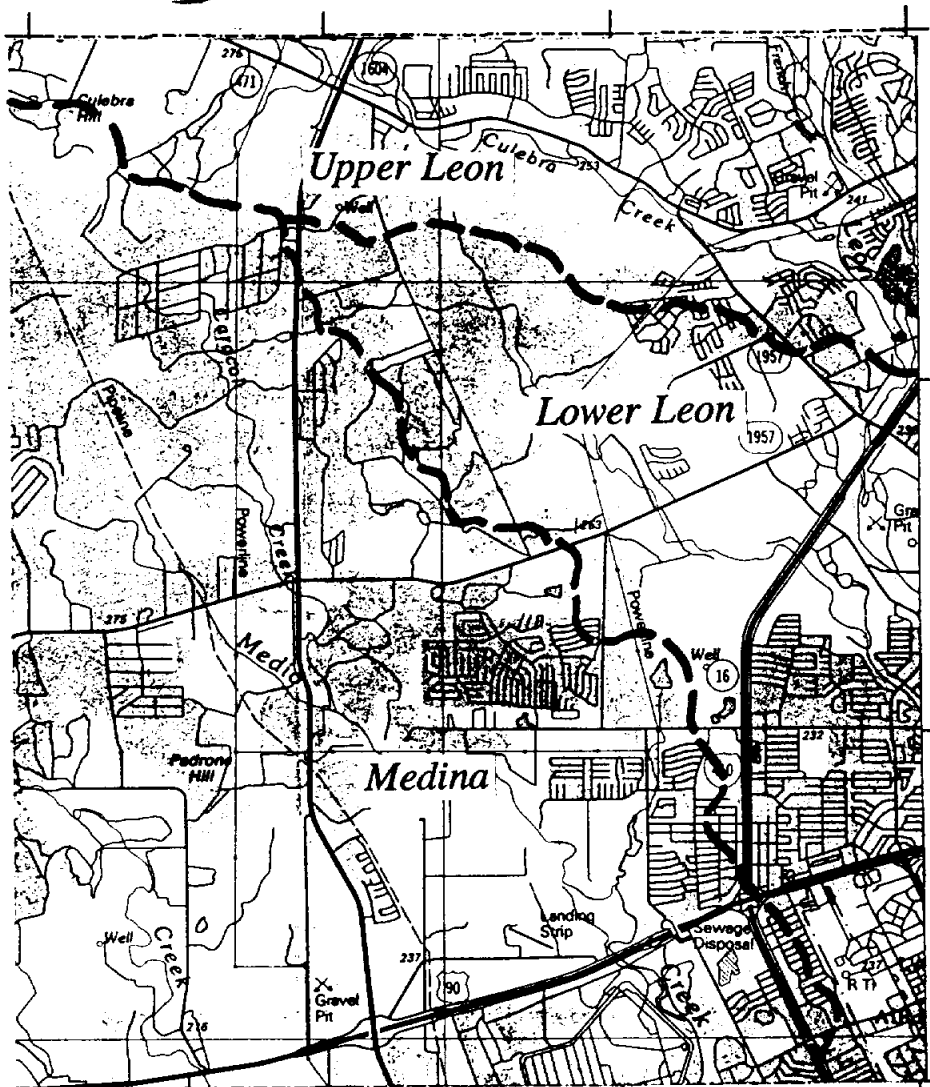 276
471
1604
Culebra
Hill
Upper Leon
Culebra
253
Creek
Gravel
Pit
241
Leon
Well
1957
Lower Leon
1957
Powerline
Creek
263
Gra
Pit
Powerline
275
Medio
Powerline
Well
16
232
Padrone
Hill
Medina
Landing
Strip
Sewage
Disposal
Well
Creek
237
90
Gravel
Pit
Creek
237
216